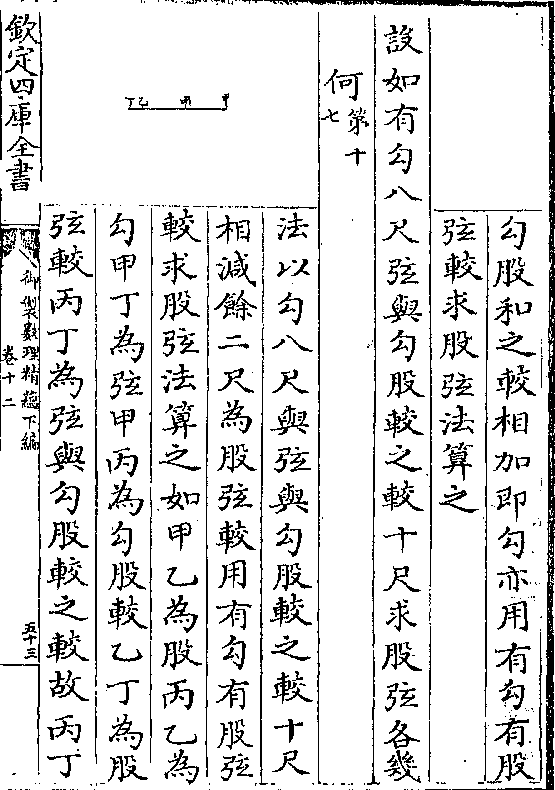 勾股和之較相加即勾亦用有勾有股
弦較求股弦法算之
設如有勾八尺弦與勾股較之較十尺求股弦各幾
何第十七
法以勾八尺與弦與勾股較之較十尺
相減餘二尺為股弦較用有勾有股弦
較求股弦法算之如甲乙為股丙乙為
勾甲丁為弦甲丙為勾股較乙丁為股
弦較丙丁為弦與勾股較之較故丙丁
丁乙 丙 甲
欽定四庫全書
御製數理精蘊下編
卷十二
五十三